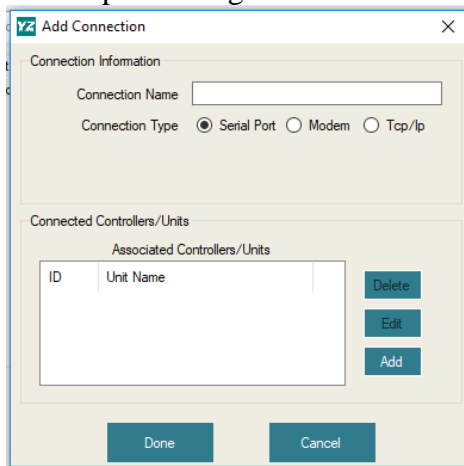 YZ Add Connection
Connection Information
Connection Name
Connection Type Serial Port Modem Tcp/Ip
Connected Controllers/Units
Associated Controllers/Units
ID Unit Name
Delete
Edit
Add
Done Cancel